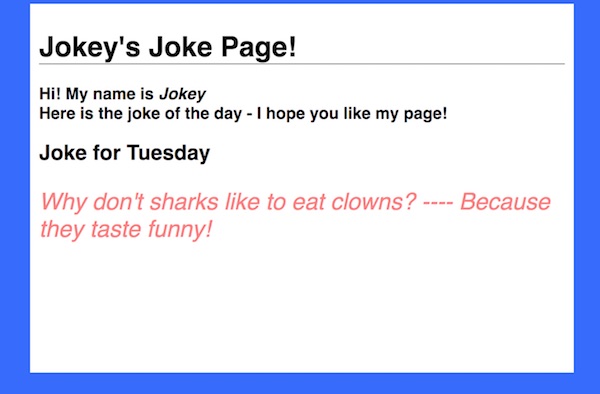 Jokey's Joke Page!
Hi! My name is Jokey
Here is the joke of the day - I hope you like my page!
Joke for Tuesday
Why don't sharks like to eat clowns? ---- Because
they taste funny!